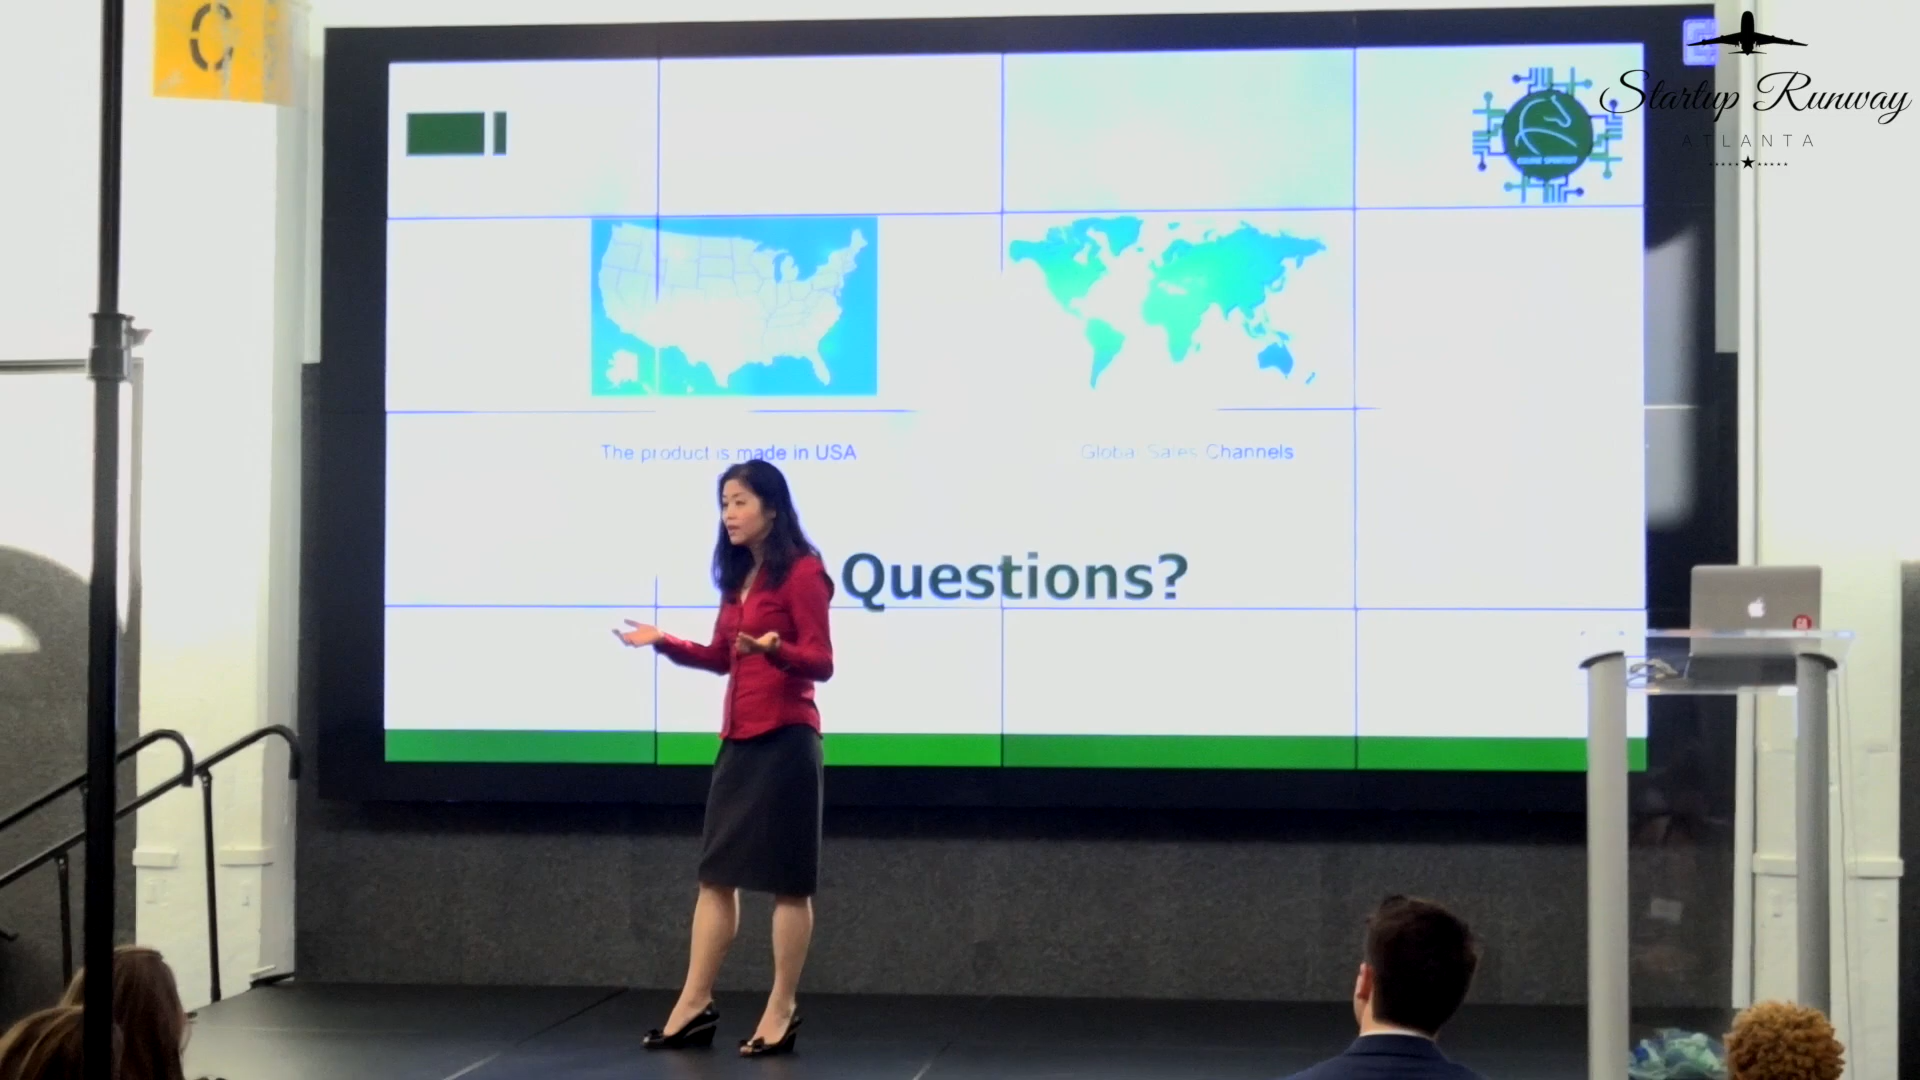 C
Startup Runway
ATLANTA
The product is made in USA
Global Sales Channels
Questions?